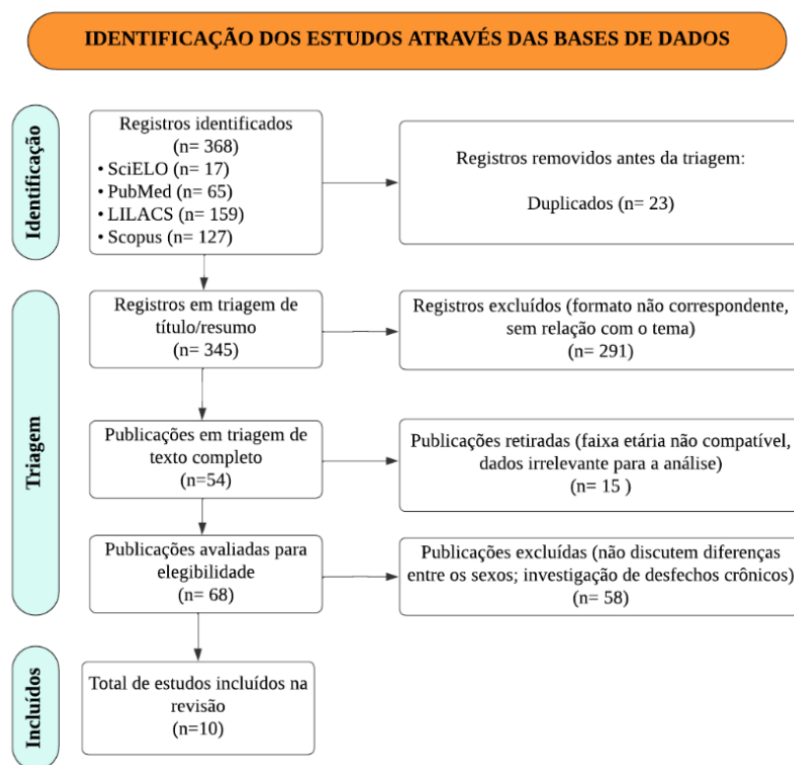 IDENTIFICAÇÃO DOS ESTUDOS ATRAVÉS DAS BASES DE DADOS
Identificação
Registros identificados
(n= 368)
• SciELO (n= 17)
• PubMed (n= 65)
• LILACS (n= 159)
• Scopus (n= 127)
Registros removidos antes da triagem:
Duplicados (n= 23)
Triagem
Registros em triagem de
título/resumo
(n= 345)
Registros excluídos (formato não correspondente,
sem relação com o tema)
(n= 291)
Publicações em triagem de
texto completo
(n=54)
Publicações retiradas (faixa etária não compatível,
dados irrelevante para a análise)
(n= 15 )
Publicações avaliadas para
elegibilidade
(n= 68)
Publicações excluídas (não discutem diferenças
entre os sexos; investigação de desfechos crônicos)
(n= 58)
Incluídos
Total de estudos incluídos na
revisão
(n=10)